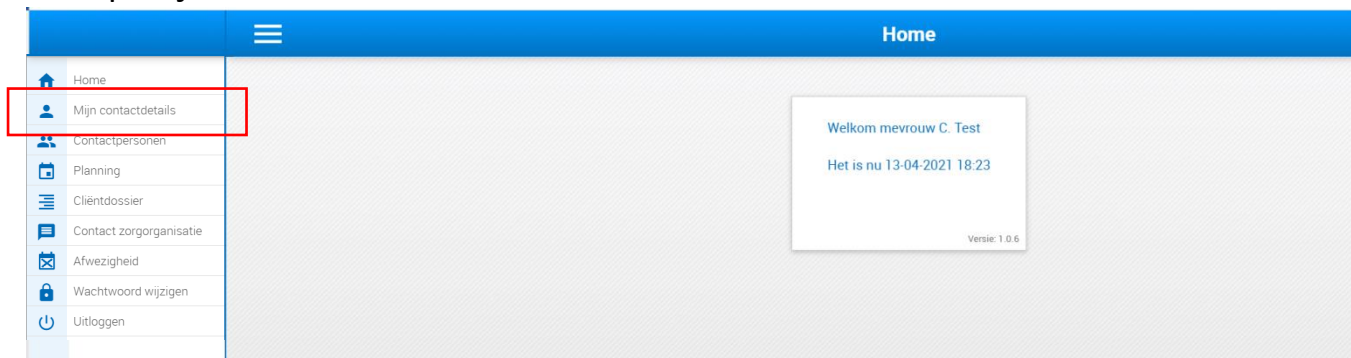 Home
Home
Mijn contactdetails
Contactpersonen
Planning
Cliëntdossier
Contact zorgorganisatie
Afwezigheid
Wachtwoord wijzigen
Uitloggen
Welkom mevrouw C. Test
Het is nu 13-04-2021 18:23
Versie: 1.0.6